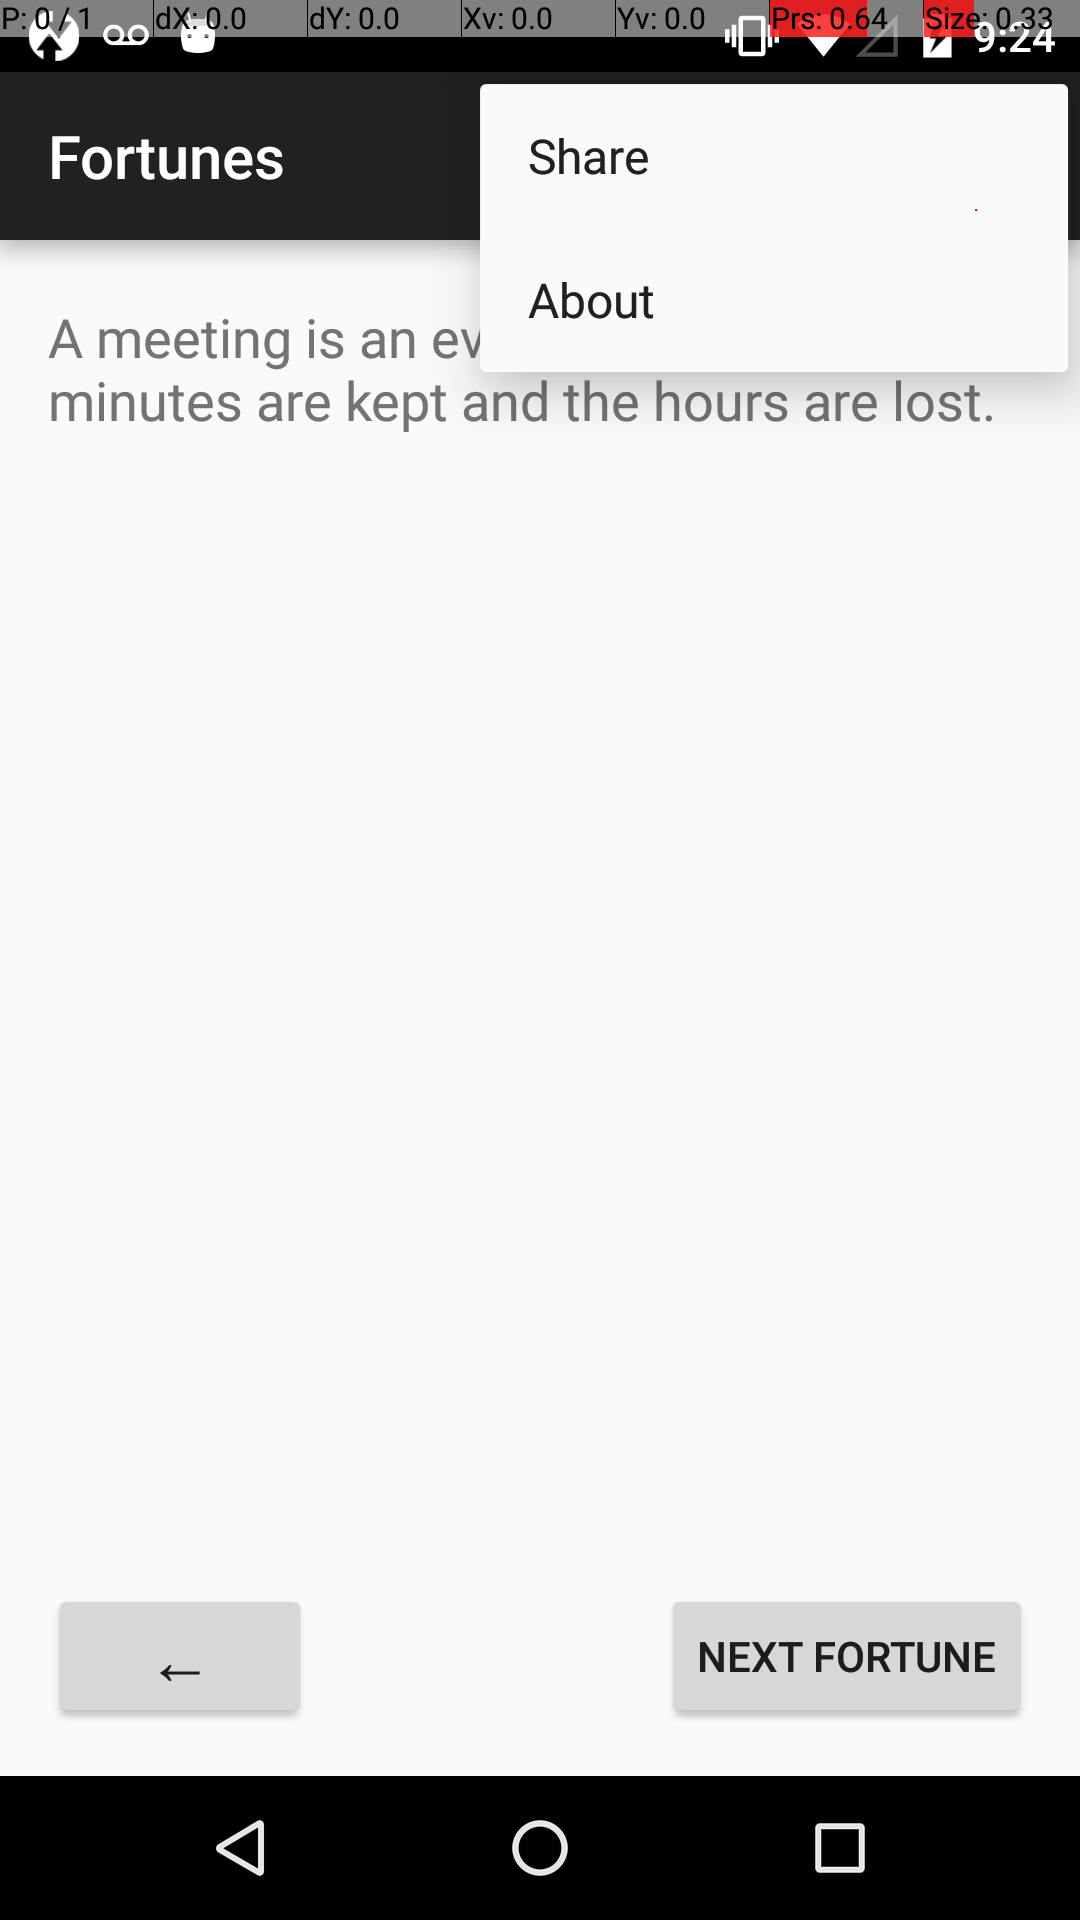 P: 0 / 1 dX: 0.0 dY: 0.0 Xv: 0.0 Yv: 0.0 Prs: 0.64 Size: 0.33
9:24
Fortunes
Share
About
A meeting is an ev
minutes are kept and the hours are lost.
← NEXT FORTUNE